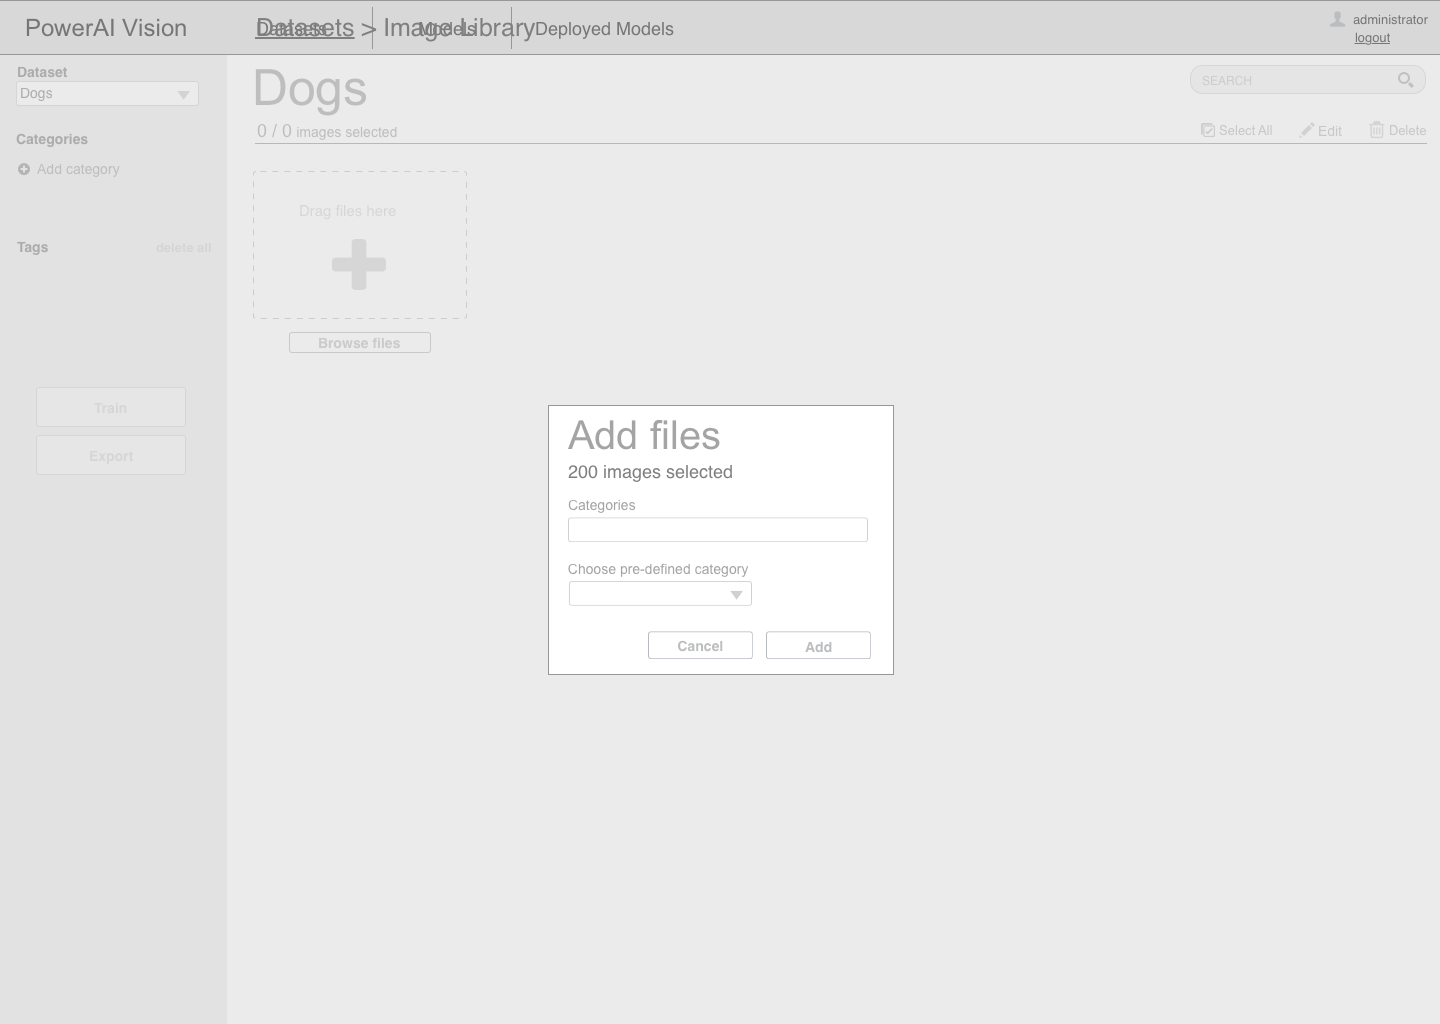 PowerAI Vision
Datasets > Image Library
Datasets
Models
Deployed Models
administrator
logout
Dataset
Dogs
Categories
Add category
Tags
delete all
Train
Export
Dogs
SEARCH
0 / 0 images selected
Select All
Edit
Delete
Drag files here
Browse files
Add files
200 images selected
Categories
Choose pre-defined category
Cancel
Add